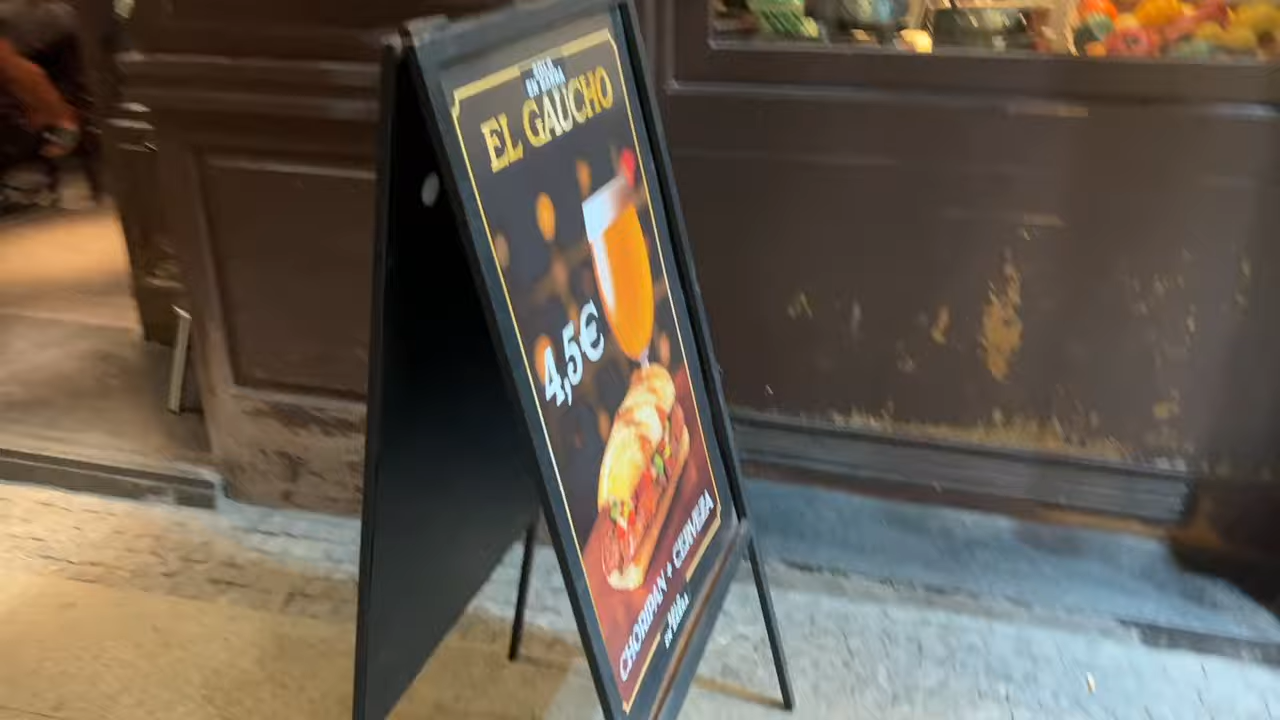 EL GAUCHO
4,5€
CHORIPAN + CERVEZA